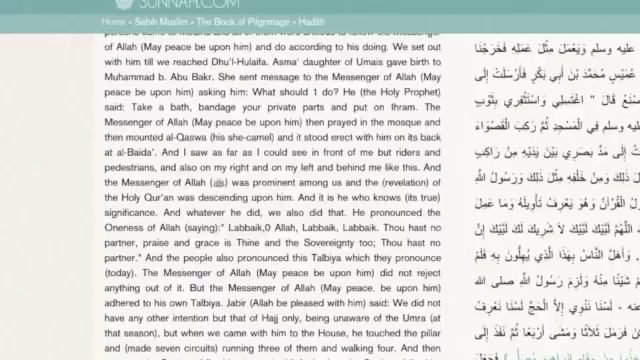 SUNNAH.COM
Home » Sahih Muslim » The Book of Pilgrimage » Hadith
of Allah (May peace be upon him) and do according to his doing. We set out
with him till we reached Dhu'l-Hulaifa. Asma' daughter of Umais gave birth to
Muhammad b. Abu Bakr. She sent message to the Messenger of Allah (May
peace be upon him) asking him: What should 1 do? He (the Holy Prophet)
said: Take a bath, bandage your private parts and put on Ihram. The
Messenger of Allah (May peace be upon him) then prayed in the mosque and
then mounted al-Qaswa (his she-camel) and it stood erect with him on its back
at al-Baida'. And I saw as far as I could see in front of me but riders and
pedestrians, and also on my right and on my left and behind me like this. And
the Messenger of Allah (ﷺ) was prominent among us and the (revelation) of
the Holy Qur'an was descending upon him. And it is he who knows (its true)
significance. And whatever he did, we also did that. He pronounced the
Oneness of Allah (saying):" Labbaik,0 Allah, Labbaik, Labbaik. Thou hast no
partner, praise and grace is Thine and the Sovereignty too; Thou hast no
partner." And the people also pronounced this Talbiya which they pronounce
(today). The Messenger of Allah (May peace be upon him) did not reject
anything out of it. But the Messenger of Allah (May peace. be upon him)
adhered to his own Talbiya. Jabir (Allah be pleased with him) said: We did not
have any other intention but that of Hajj only, being unaware of the Umra (at
that season), but when we came with him to the House, he touched the pillar
and (made seven circuits) running three of them and walking four. And then
عليه وسلم وَيَعْمَلَ مِثْلَ عَمَلِهِ فَخَرَجْنَا
عُمَيْسٍ مُحَمَّدَ بْنَ أَبِي بَكْرٍ فَأَرْسَلَتْ إِلَى
صْنَعُ قَالَ " اغْتَسِلِي وَاسْتَثْفِرِي بِثَوْبٍ
عليه وسلم فِي الْمَسْجِدِ ثُمَّ رَكِبَ الْقَصْوَاءَ
تُ إِلَى مَدِّ بَصَرِي بَيْنَ يَدَيْهِ مِنْ رَاكِبٍ
لَ ذَلِكَ وَمِنْ خَلْفِهِ مِثْلَ ذَلِكَ وَرَسُولُ اللَّهِ
لُ الْقُرْآنُ وَهُوَ يَعْرِفُ تَأْوِيلَهُ وَمَا عَمِلَ
كَ اللَّهُمَّ لَبَّيْكَ لَبَّيْكَ لاَ شَرِيكَ لَكَ لَبَّيْكَ إِنَّ
. وَأَهَلَّ النَّاسُ بِهَذَا الَّذِي يُهِلُّونَ بِهِ فَلَمْ
مْ شَيْئًا مِنْهُ وَلَزِمَ رَسُولُ اللَّهِ صلى الله
عنه - لَسْنَا نَنْوِي إِلاَّ الْحَجَّ لَسْنَا نَعْرِفُ
نَ فَرَمَلَ ثَلاَثًا وَمَشَى أَرْبَعًا ثُمَّ نَفَذَ إِلَى